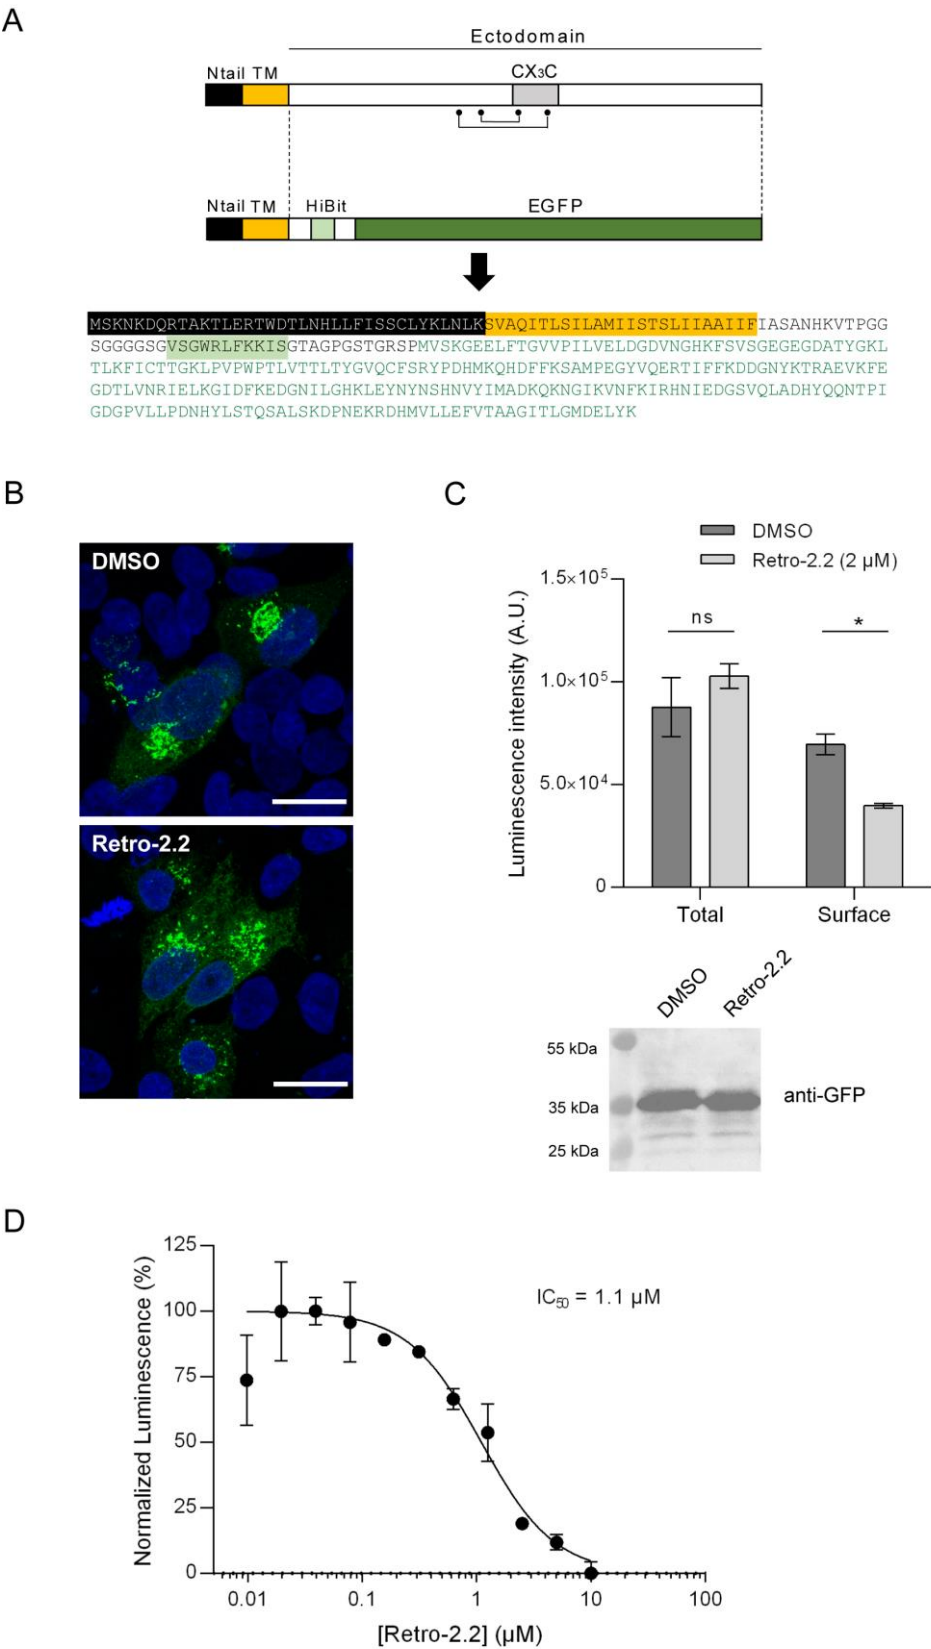 A
Ectodomain
Ntail TM
CX₃C
Ntail TM HiBit EGFP
MSKNKDQRTAKTLERTWDTLNHLLFISSCLYKLNLKSVAQITLSILAMIISTSLIIAAIIFIASANHKVTPGG
SGGGGSGVSGWRLFKKISGTAGPGSTGRSPMVSKGEELFTGVVPILVELDGDVNGHKFSVSGEGEGDATYGKL
TLKFICTTGKLPVPWPTLVTTLTYGVQCFSRYPDHMKQHDFFKSAMPEGYVQERTIFFKDDGNYKTRAEVKFE
GDTLVNRIELKGIDFKEDGNILGHKLEYNYNSHNVYIMADKQKNGIKVNFKIRHNIEDGSVQLADHYQQNTPI
GDGPVLLPDNHYLSTQSALSKDPNEKRDHMVLLEFVTAAGITLGMDELYK
B
DMSO
Retro-2.2
C
DMSO
Retro-2.2 (2 µM)
Luminescence intensity (A.U.)
1.5×10⁵
1.0×10⁵
5.0×10⁴
0
ns
*
Total
Surface
DMSO
Retro-2.2
55 kDa
35 kDa
25 kDa
anti-GFP
D
Normalized Luminescence (%)
125
100
75
50
25
0
IC₅₀ = 1.1 µM
0.01
0.1
1
10
100
[Retro-2.2] (µM)